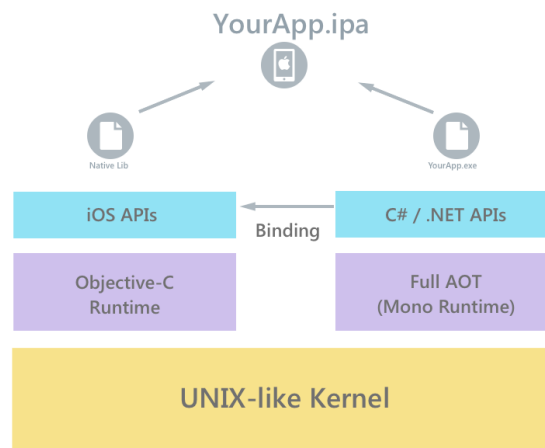 YourApp.ipa
Native Lib
YourApp.exe
iOS APIs
C# / .NET APIs
Binding
Objective-C
Runtime
Full AOT
(Mono Runtime)
UNIX-like Kernel